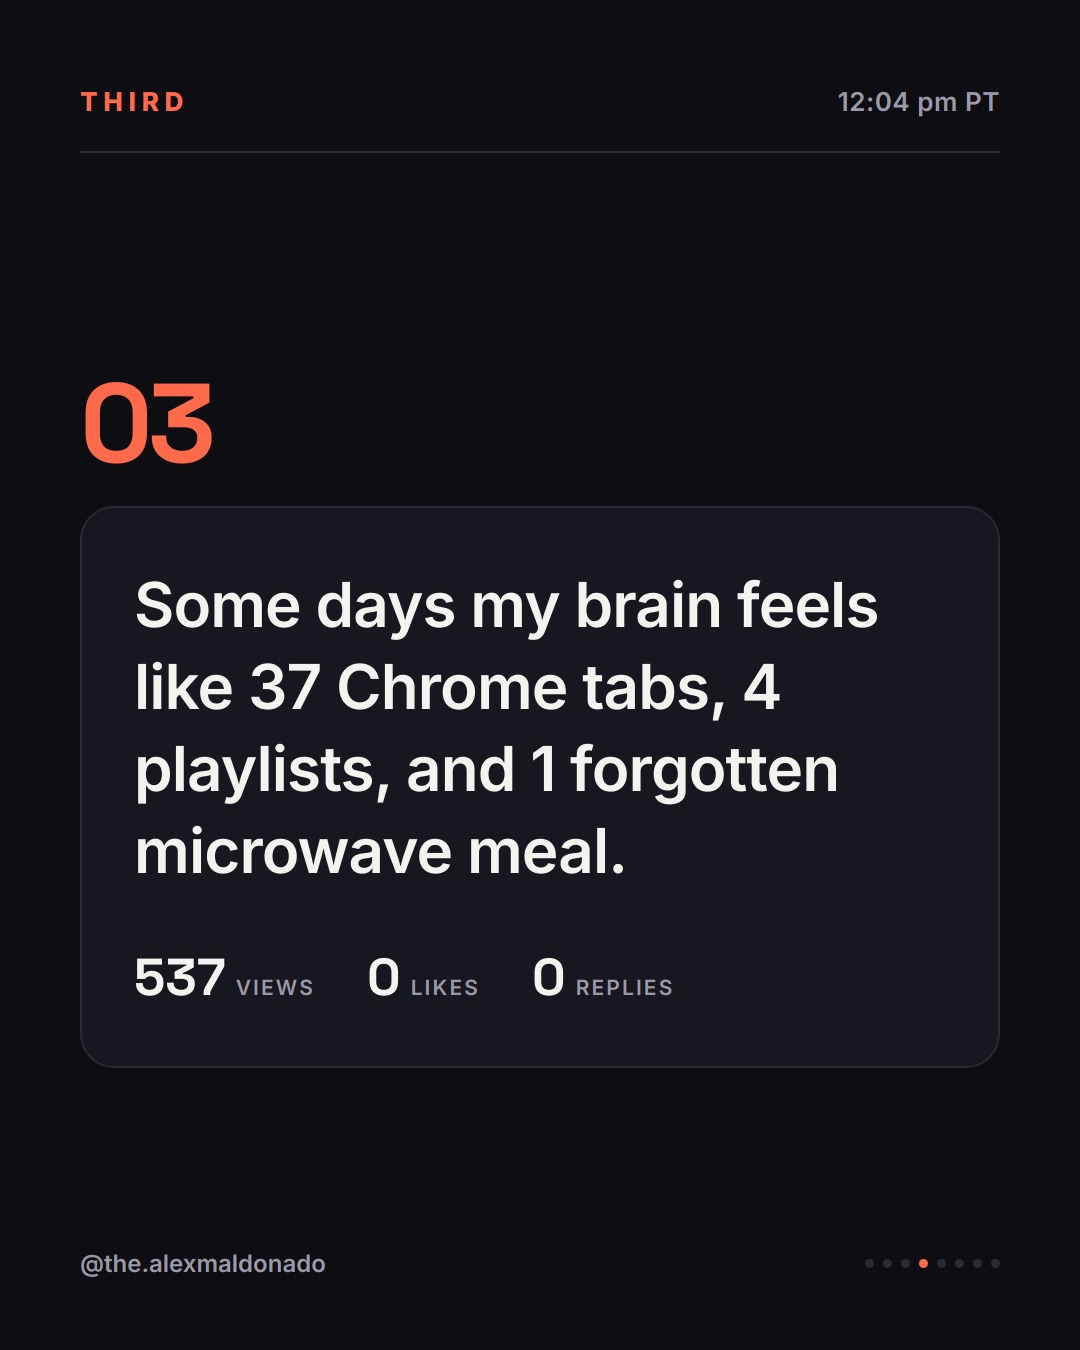 THIRD
12:04 pm PT
03
Some days my brain feels
like 37 Chrome tabs, 4
playlists, and 1 forgotten
microwave meal.
537 VIEWS 0 LIKES 0 REPLIES
@the.alexmaldonado